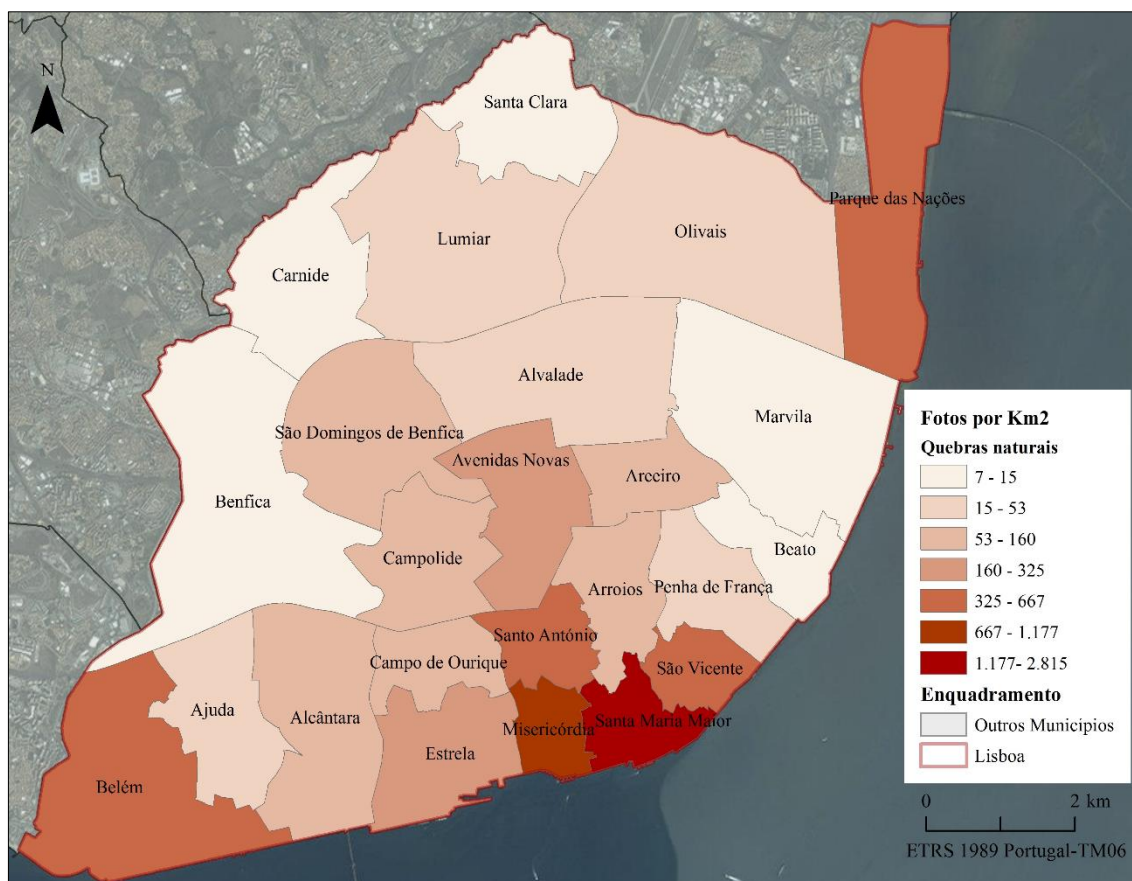 N
Santa Clara
Parque das Nações
Lumiar
Olivais
Carnide
Alvalade
Marvila
São Domingos de Benfica
Avenidas Novas
Areeiro
Benfica
Beato
Campolide
Arroios
Penha de França
Santo António
Campo de Ourique
São Vicente
Ajuda
Alcântara
Misericórdia
Santa Maria Maior
Estrela
Belém
Fotos por Km2
Quebras naturais
7 - 15
15 - 53
53 - 160
160 - 325
325 - 667
667 - 1.177
1.177- 2.815
Enquadramento
Outros Municipios
Lisboa
0 2 km
ETRS 1989 Portugal-TM06